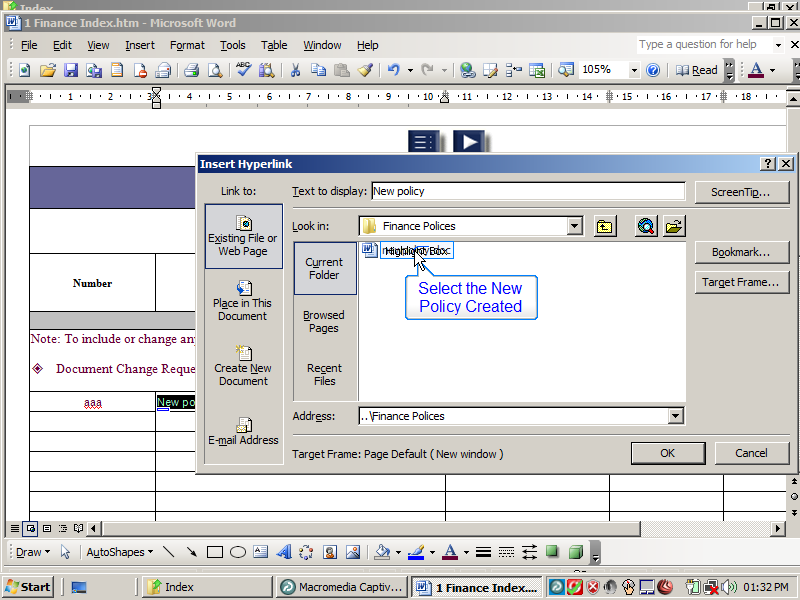 Index
1 Finance Index.htm - Microsoft Word
File Edit View Insert Format Tools Table Window Help
Type a question for help
105%
Read
1 2 3 4 5 6 7 8 9 10 11 12 13 14 15 16 17 18
Insert Hyperlink
Link to:
Text to display: New policy
ScreenTip...
Existing File or
Web Page
Look in:
Finance Polices
Current
Folder
Highlight Box
Bookmark...
Target Frame...
Select the New
Policy Created
Number
Place in This
Document
Browsed
Pages
Note: To include or change any
Document Change Reque
Create New
Document
Recent
Files
aaa
New po
E-mail Address
Address:
..\Finance Polices
Target Frame: Page Default ( New window )
OK
Cancel
Draw
AutoShapes
Start
Index
Macromedia Captiv...
1 Finance Index....
01:32 PM